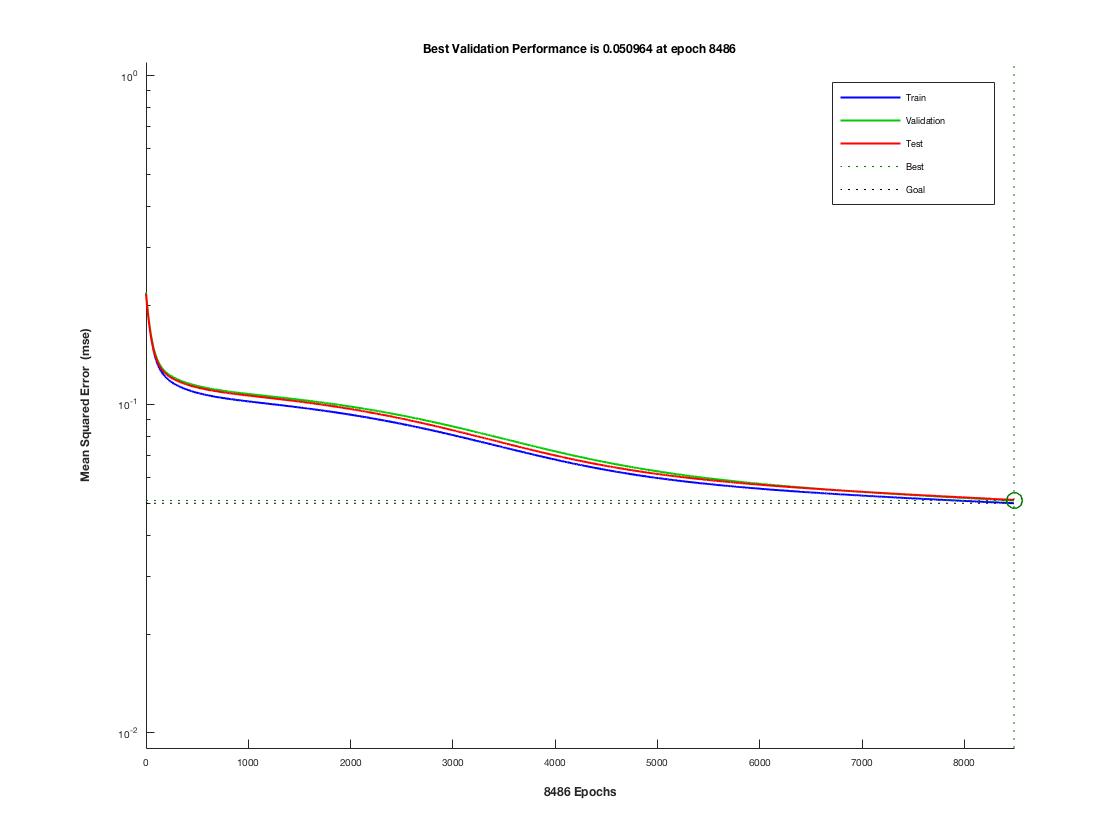 Best Validation Performance is 0.050964 at epoch 8486
10^0
10^-1
10^-2
Mean Squared Error (mse)
Train
Validation
Test
Best
Goal
0 1000 2000 3000 4000 5000 6000 7000 8000
8486 Epochs